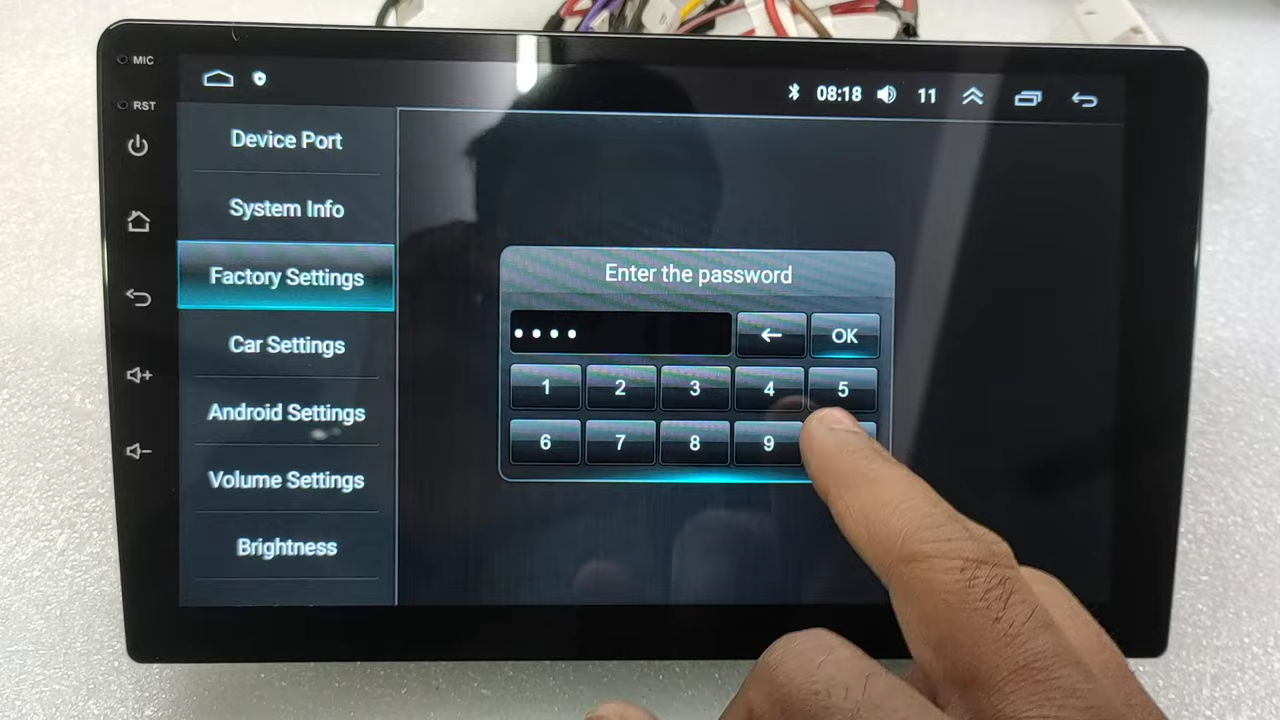 MIC
RST
08:18
11
Device Port
System Info
Factory Settings
Car Settings
Android Settings
Volume Settings
Brightness
Enter the password
OK
1 2 3 4 5
6 7 8 9